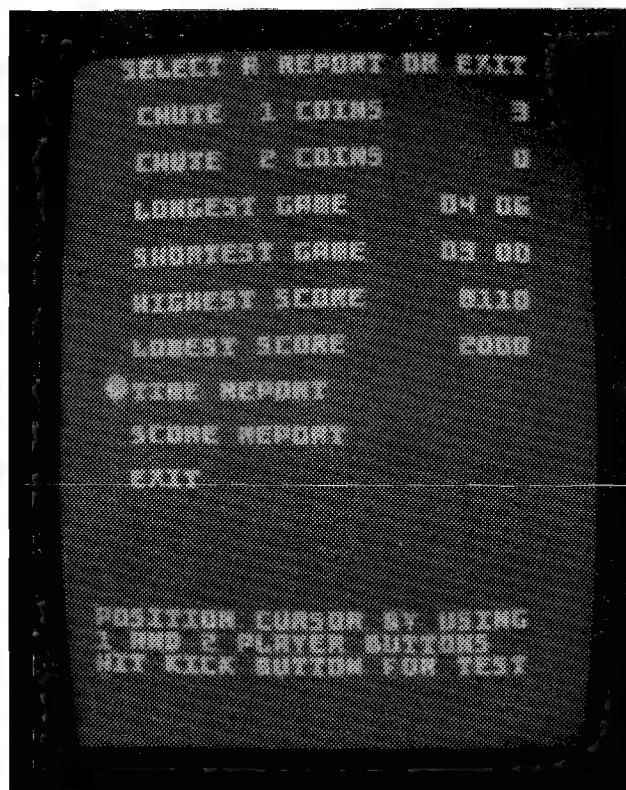 SELECT A REPORT OR EXIT
CHUTE 1 COINS 3
CHUTE 2 COINS 0
LONGEST GAME 04 06
SHORTEST GAME 03 00
HIGHEST SCORE 8110
LOWEST SCORE 2000
TIME REPORT
SCORE REPORT
EXIT
POSITION CURSOR BY USING
1 AND 2 PLAYER BUTTONS
HIT KICK BUTTON FOR TEST